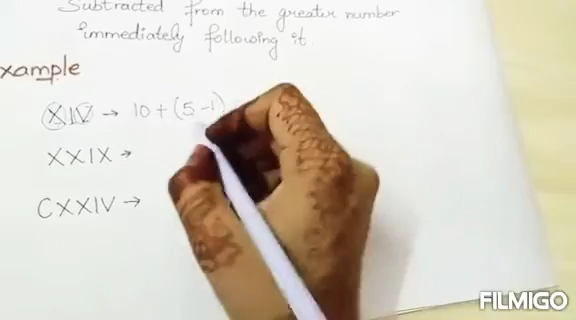 Subtracted from the greater number
immediately following it.
xample
XIV → 10 + (5-1)
XXIX →
CXXIV →
FILMIGO